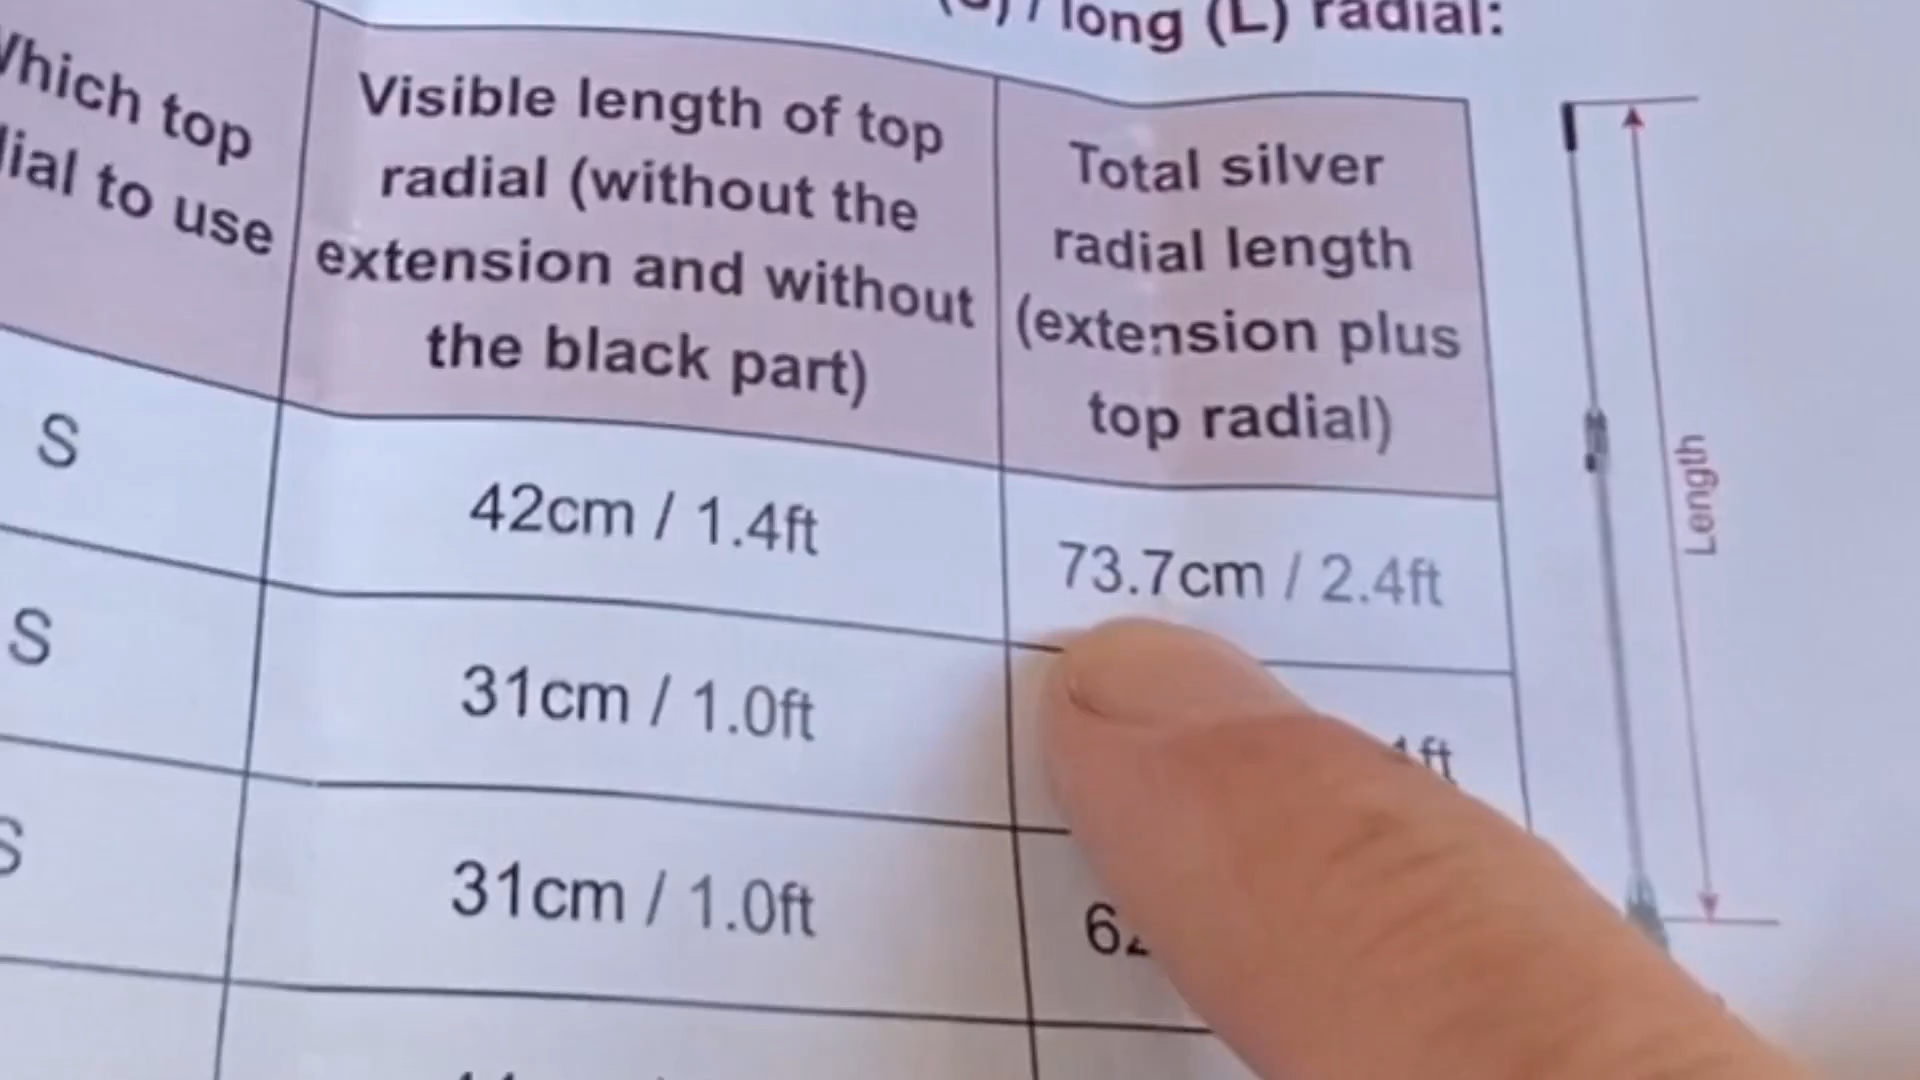 long (L) radial:
Which top
to use
Visible length of top
radial (without the
extension and without
the black part)
Total silver
radial length
(extension plus
top radial)
S
42cm / 1.4ft
73.7cm / 2.4ft
S
31cm / 1.0ft
ft
S
31cm / 1.0ft
Length